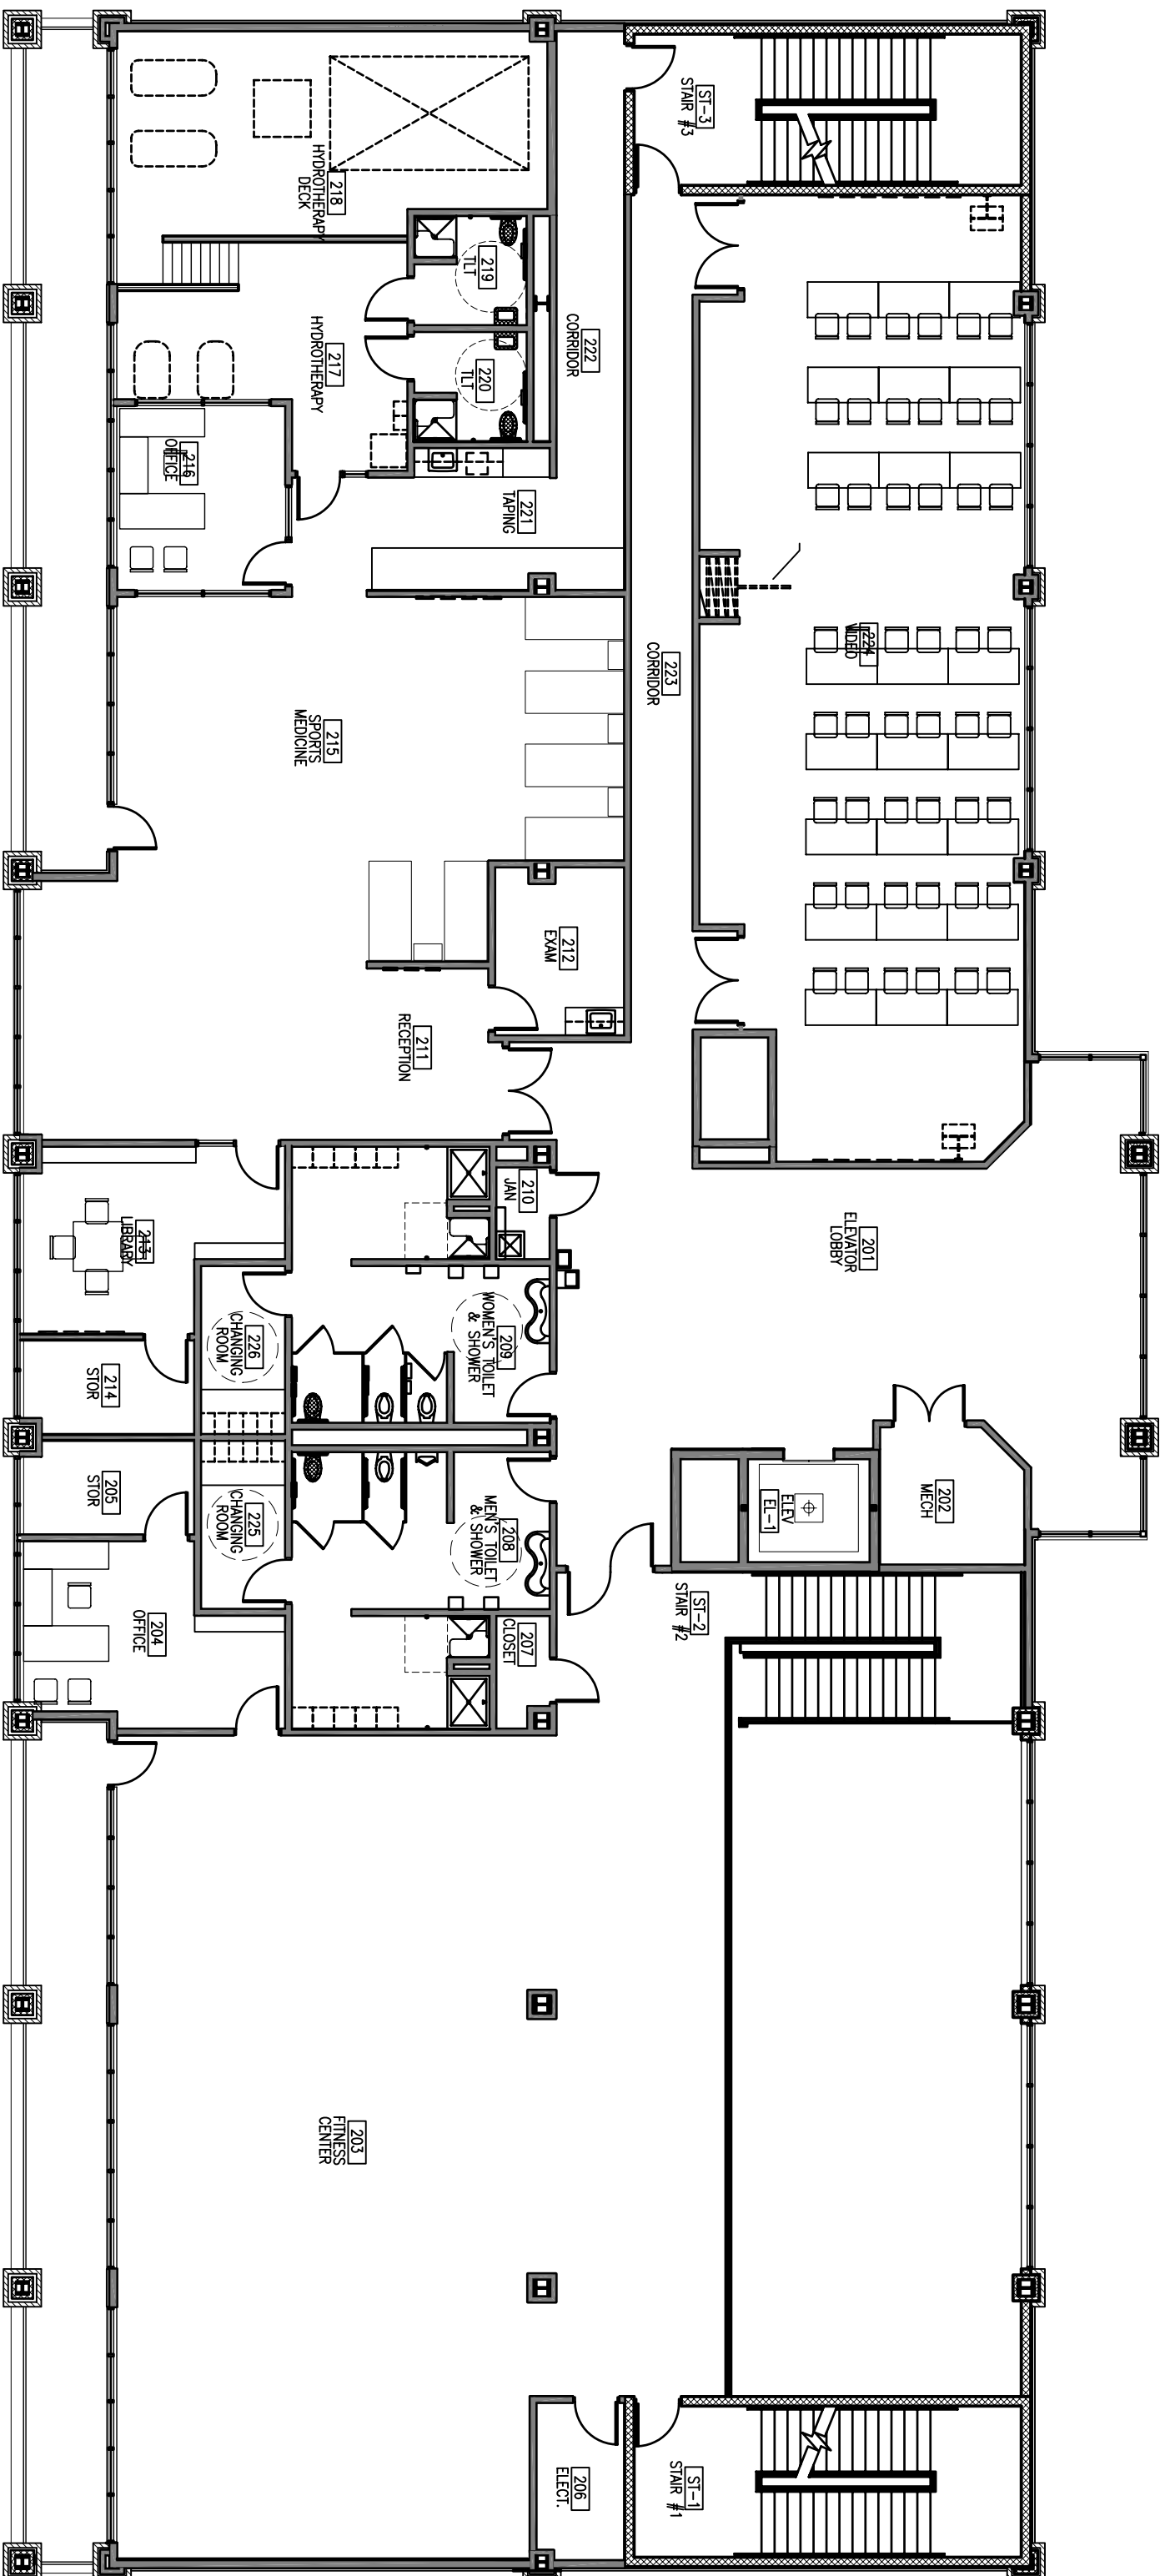 ST-3
STAIR #3
218
HYDROTHERAPY
DECK
219
TLT
222
CORRIDOR
217
HYDROTHERAPY
220
TLT
216
OFFICE
221
TAPING
224
VIDEO
223
CORRIDOR
215
SPORTS
MEDICINE
212
EXAM
211
RECEPTION
210
JAN
213
LIBRARY
201
ELEVATOR
LOBBY
226
CHANGING
ROOM
209
WOMEN'S TOILET
& SHOWER
214
STOR
205
STOR
225
CHANGING
ROOM
208
MEN'S TOILET
& SHOWER
ELEV
EL-1
202
MECH
204
OFFICE
207
CLOSET
ST-2
STAIR #2
203
FITNESS
CENTER
206
ELECT.
ST-1
STAIR #1